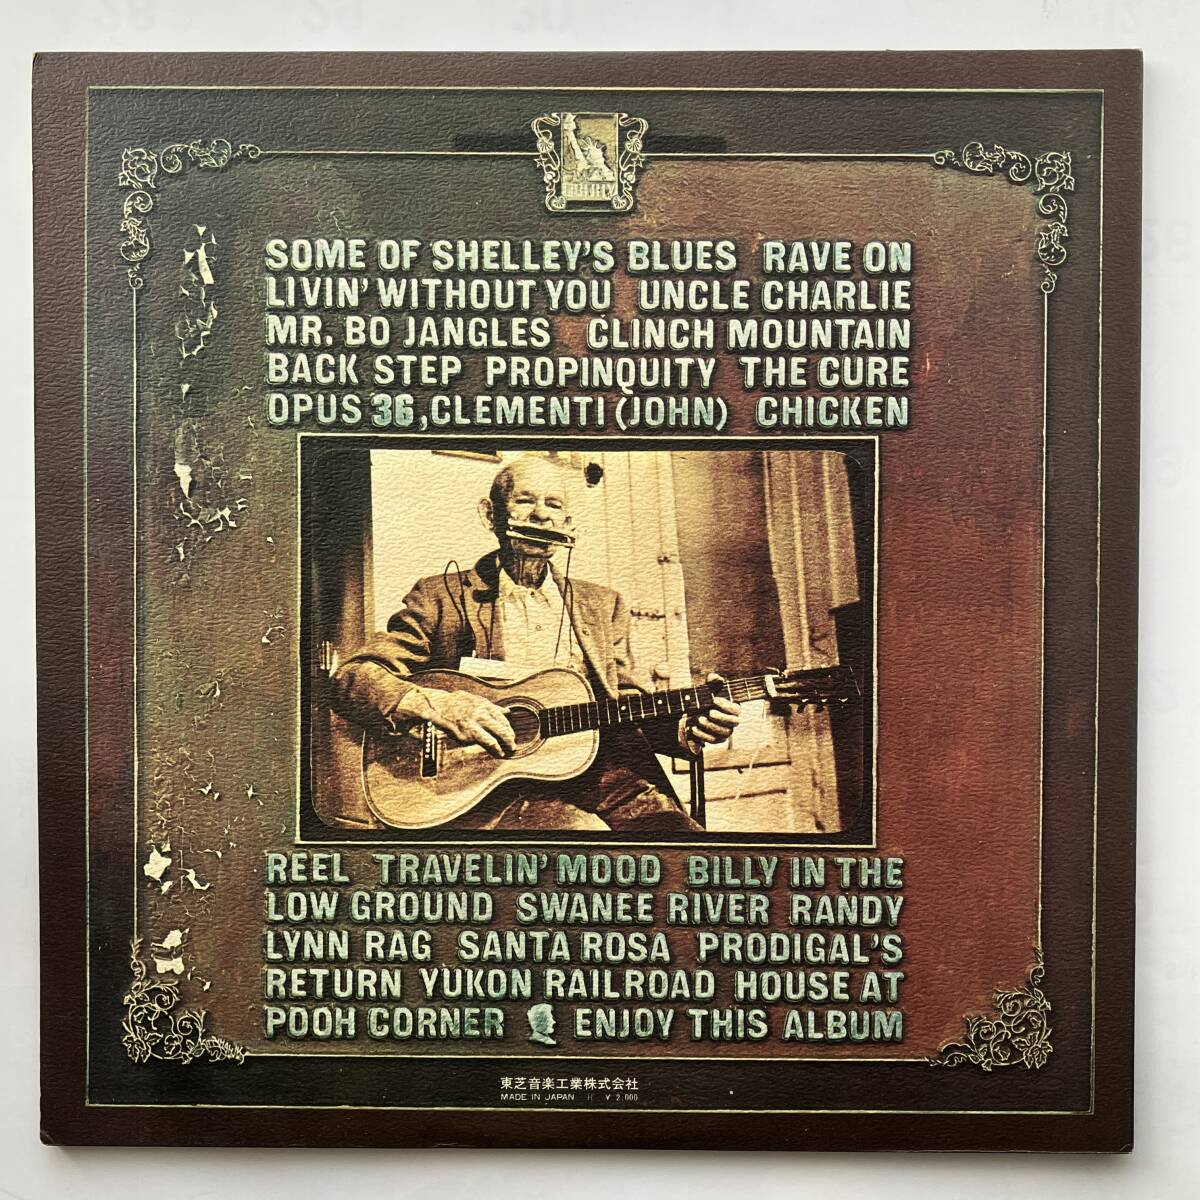 LIBERTY
SOME OF SHELLEY'S BLUES RAVE ON
LIVIN' WITHOUT YOU UNCLE CHARLIE
MR. BO JANGLES CLINCH MOUNTAIN
BACK STEP PROPINQUITY THE CURE
OPUS 36, CLEMENTI (JOHN) CHICKEN
REEL TRAVELIN' MOOD BILLY IN THE
LOW GROUND SWANEE RIVER RANDY
LYNN RAG SANTA ROSA PRODIGAL'S
RETURN YUKON RAILROAD HOUSE AT
POOH CORNER ENJOY THIS ALBUM
東芝音楽工業株式会社
MADE IN JAPAN H ¥ 2,000